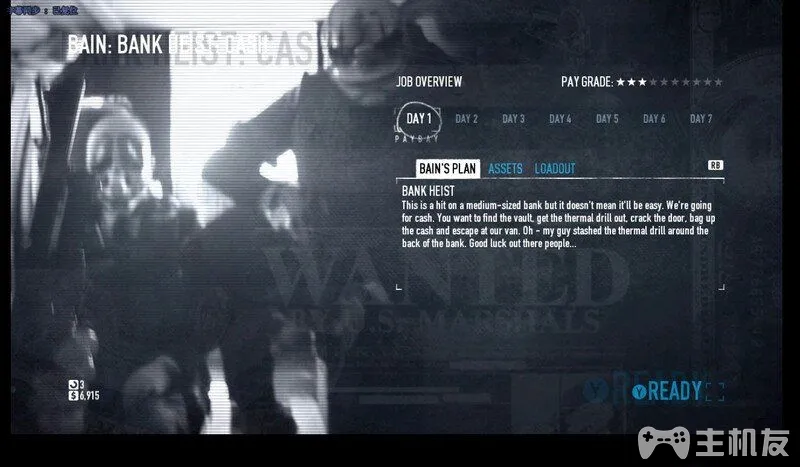 BAIN: BANK HEIST: CASH
JOB OVERVIEW
PAY GRADE:
DAY 1
DAY 2
DAY 3
DAY 4
DAY 5
DAY 6
DAY 7
PAYDAY
BAIN'S PLAN
ASSETS
LOADOUT
RB
BANK HEIST
This is a hit on a medium-sized bank but it doesn't mean it'll be easy. We're going
for cash. You want to find the vault, get the thermal drill out, crack the door, bag up
the cash and escape at our van. Oh - my guy stashed the thermal drill around the
back of the bank. Good luck out there people...
WANTED
BY U.S. MARSHALS
3
$ 6,915
Y READY
主机友